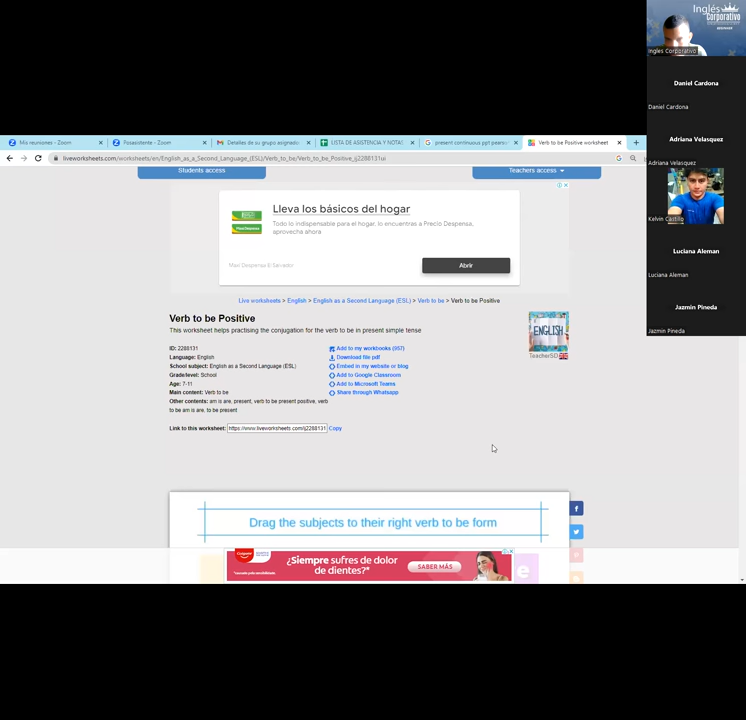 Inglés
Corporativo
BEGINNER
Inglés Corporativo
Daniel Cardona
Daniel Cardona
Adriana Velasquez
Adriana Velasquez
Kelvin Castillo
Luciana Aleman
Luciana Aleman
Jazmin Pineda
Jazmin Pineda
Mis reuniones - Zoom
Posasistente - Zoom
Detalles de su grupo asignado
LISTA DE ASISTENCIA Y NOTAS
present continuous ppt pearso
Verb to be Positive worksheet
liveworksheets.com/worksheets/en/English_as_a_Second_Language_(ESL)/Verb_to_be/Verb_to_be_Positive_ij2288131ui
Students access
Teachers access
Lleva los básicos del hogar
Todo lo indispensable para el hogar, lo encuentras a Precio Despensa,
aprovecha ahora
Maxi Despensa El Salvador
Abrir
Live worksheets > English > English as a Second Language (ESL) > Verb to be > Verb to be Positive
Verb to be Positive
This worksheet helps practising the conjugation for the verb to be in present simple tense
ENGLISH
TeacherSD
ID: 2288131
Language: English
School subject: English as a Second Language (ESL)
Grade/level: School
Age: 7-11
Main content: Verb to be
Other contents: am is are, present, verb to be present positive, verb
to be am is are, to be present
Add to my workbooks (957)
Download file pdf
Embed in my website or blog
Add to Google Classroom
Add to Microsoft Teams
Share through Whatsapp
Link to this worksheet: https://www.liveworksheets.com/ij2288131 Copy
Drag the subjects to their right verb to be form
Colgate
¿Siempre sufres de dolor
de dientes?*
SABER MÁS
e